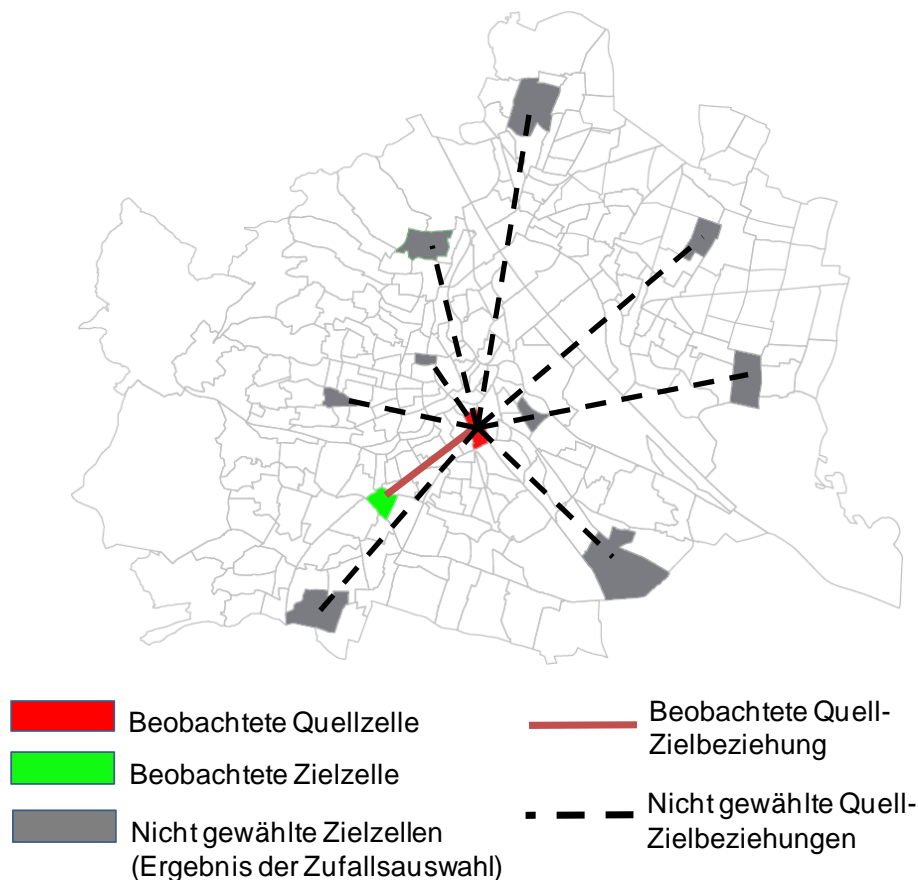 Beobachtete Quellzelle
Beobachtete Zielzelle
Nicht gewählte Zielzellen
(Ergebnis der Zufallsauswahl)
Beobachtete Quell-
Zielbeziehung
Nicht gewählte Quell-
Zielbeziehungen